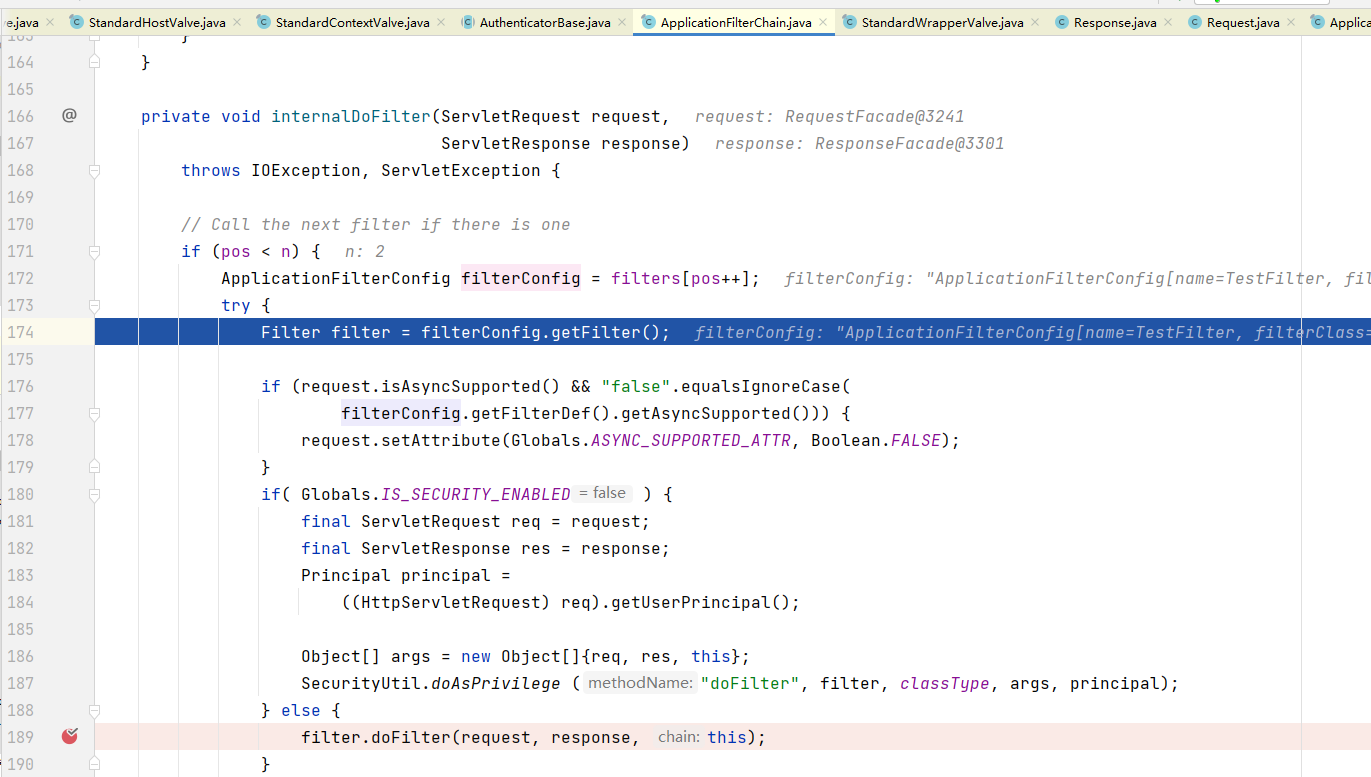 ve.java × StandardHostValve.java × StandardContextValve.java × AuthenticatorBase.java × ApplicationFilterChain.java × StandardWrapperValve.java × Response.java × Request.java × Applica
163 }
164 }
165
166 @ private void internalDoFilter(ServletRequest request, request: RequestFacade@3241
167 ServletResponse response) response: ResponseFacade@3301
168 throws IOException, ServletException {
169
170 // Call the next filter if there is one
171 if (pos < n) { n: 2
172 ApplicationFilterConfig filterConfig = filters[pos++]; filterConfig: "ApplicationFilterConfig[name=TestFilter, fil
173 try {
174 Filter filter = filterConfig.getFilter(); filterConfig: "ApplicationFilterConfig[name=TestFilter, filterClass=
175
176 if (request.isAsyncSupported() && "false".equalsIgnoreCase(
177 filterConfig.getFilterDef().getAsyncSupported())) {
178 request.setAttribute(Globals.ASYNC_SUPPORTED_ATTR, Boolean.FALSE);
179 }
180 if( Globals.IS_SECURITY_ENABLED = false ) {
181 final ServletRequest req = request;
182 final ServletResponse res = response;
183 Principal principal =
184 ((HttpServletRequest) req).getUserPrincipal();
185
186 Object[] args = new Object[]{req, res, this};
187 SecurityUtil.doAsPrivilege ( methodName: "doFilter", filter, classType, args, principal);
188 } else {
189 filter.doFilter(request, response, chain: this);
190 }